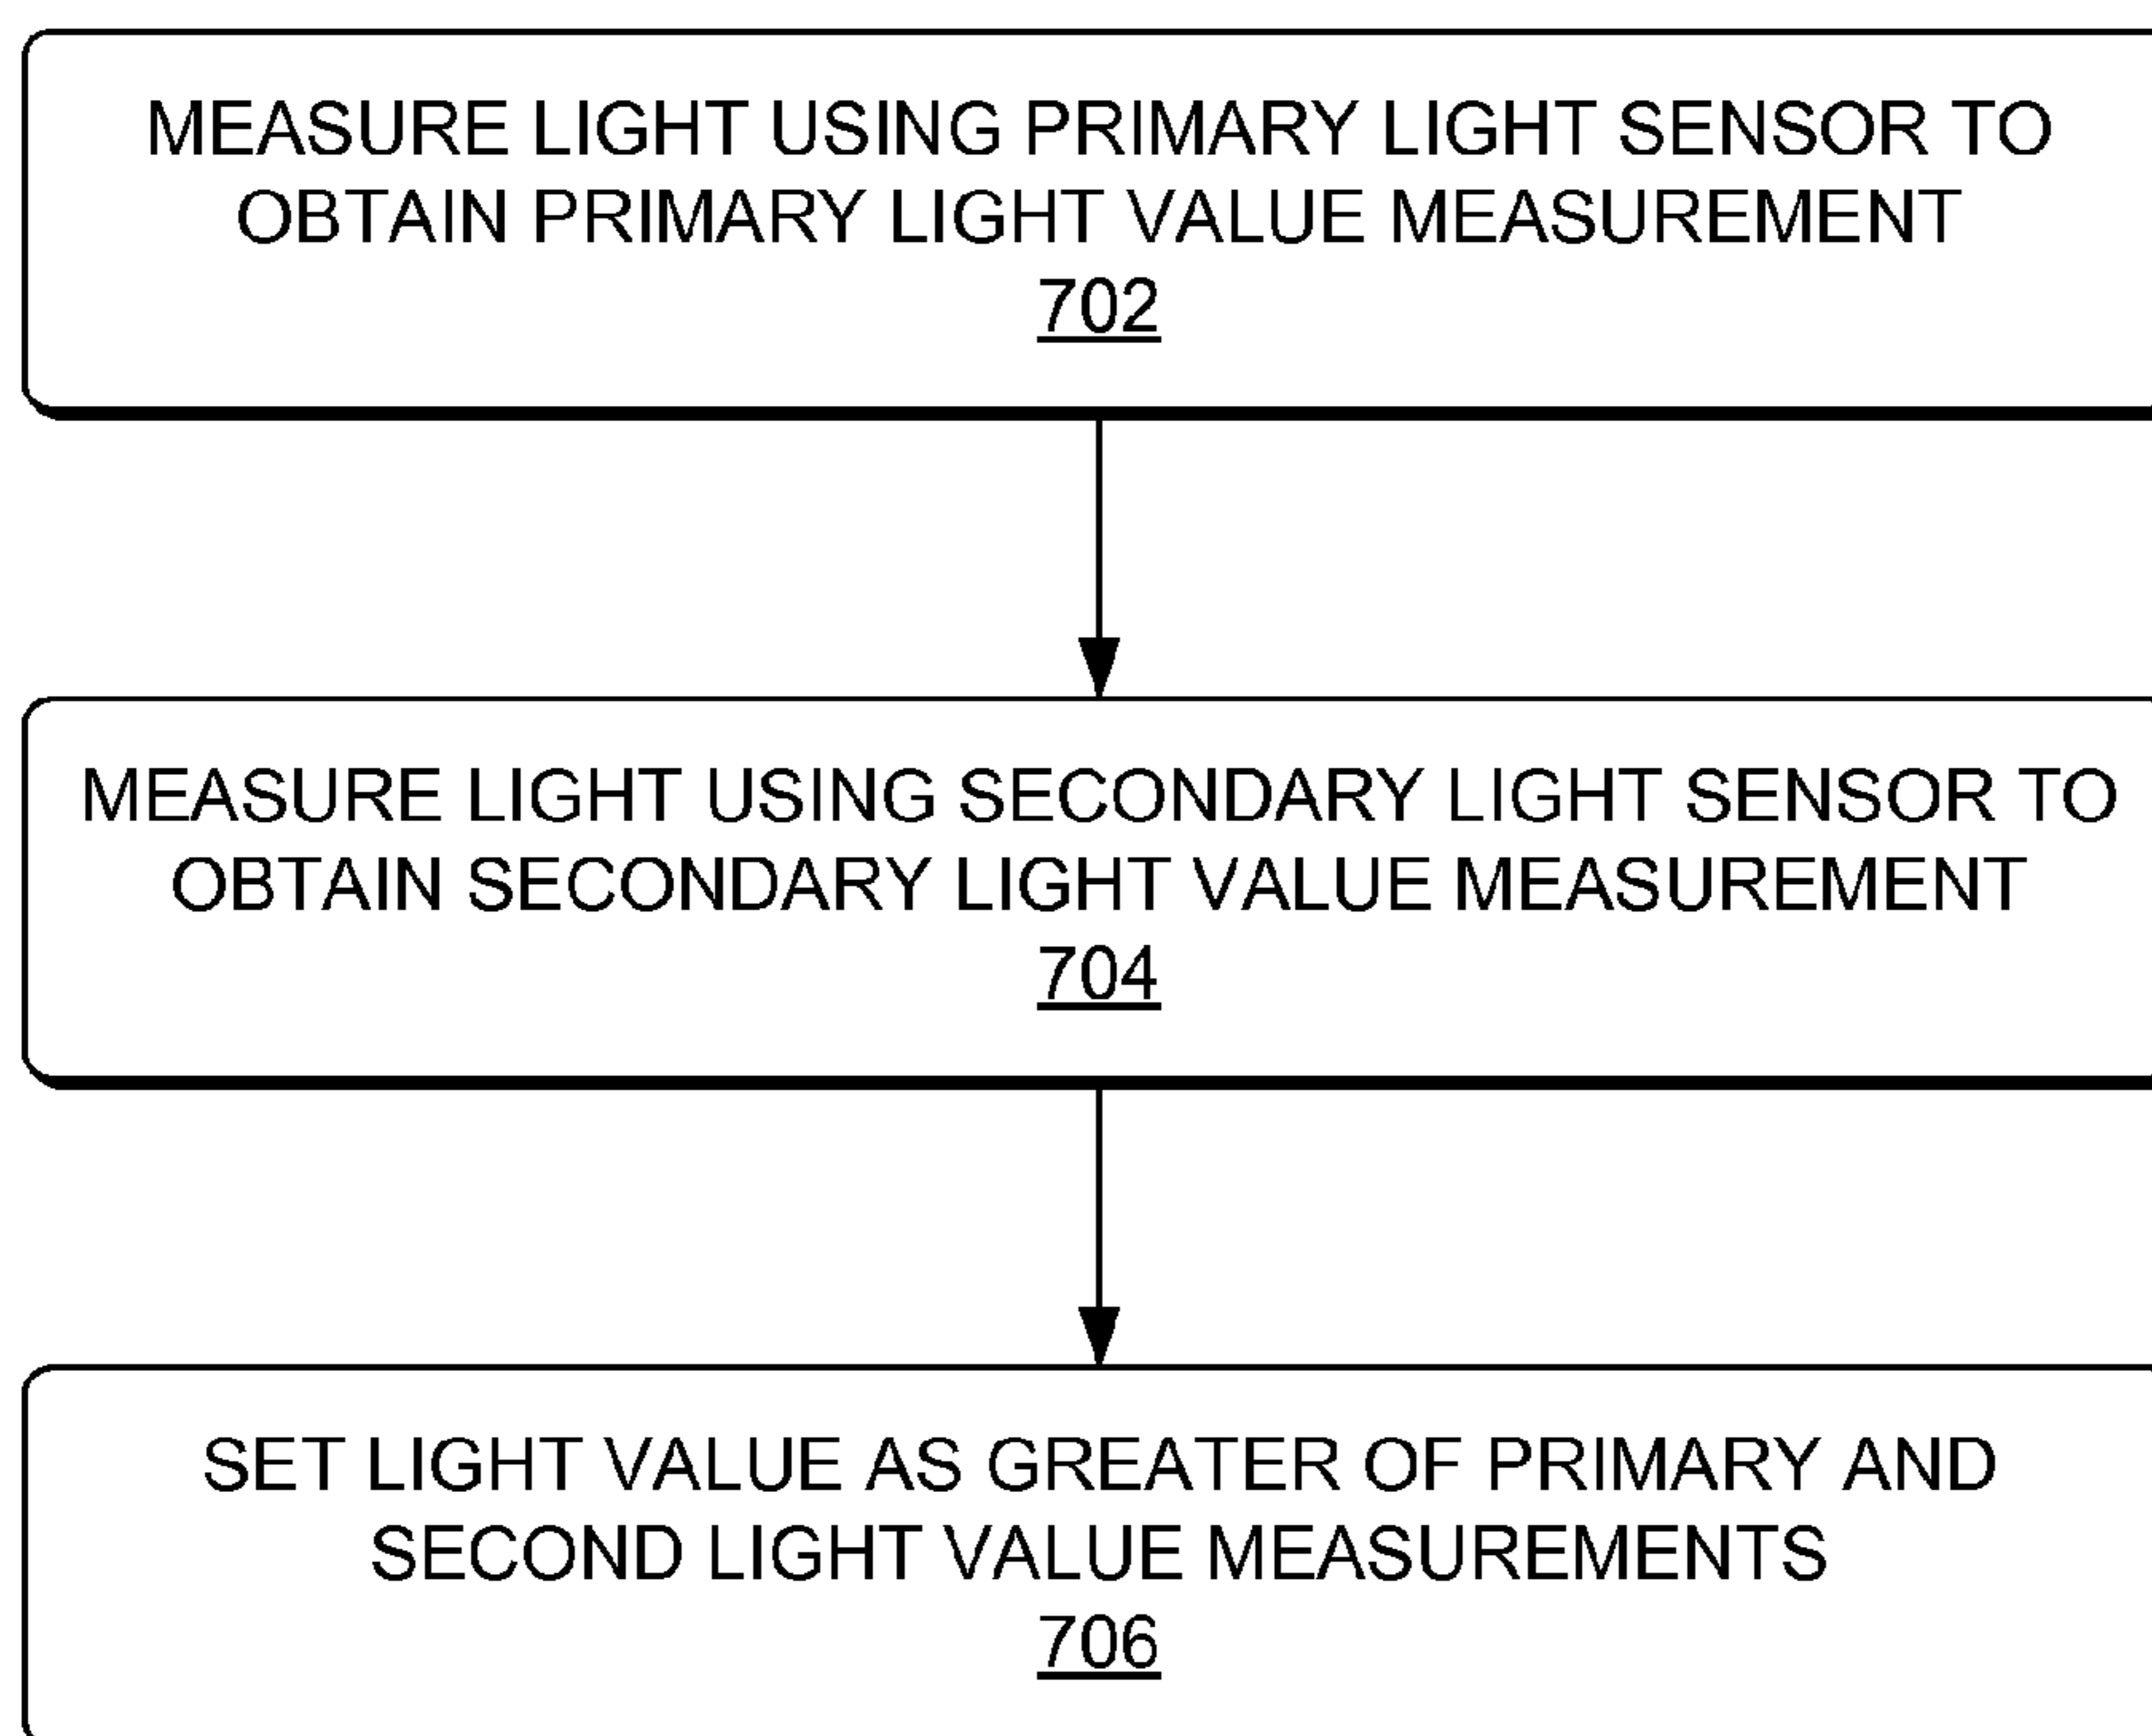 MEASURE LIGHT USING PRIMARY LIGHT SENSOR TO
OBTAIN PRIMARY LIGHT VALUE MEASUREMENT
702
MEASURE LIGHT USING SECONDARY LIGHT SENSOR TO
OBTAIN SECONDARY LIGHT VALUE MEASUREMENT
704
SET LIGHT VALUE AS GREATER OF PRIMARY AND
SECOND LIGHT VALUE MEASUREMENTS
706